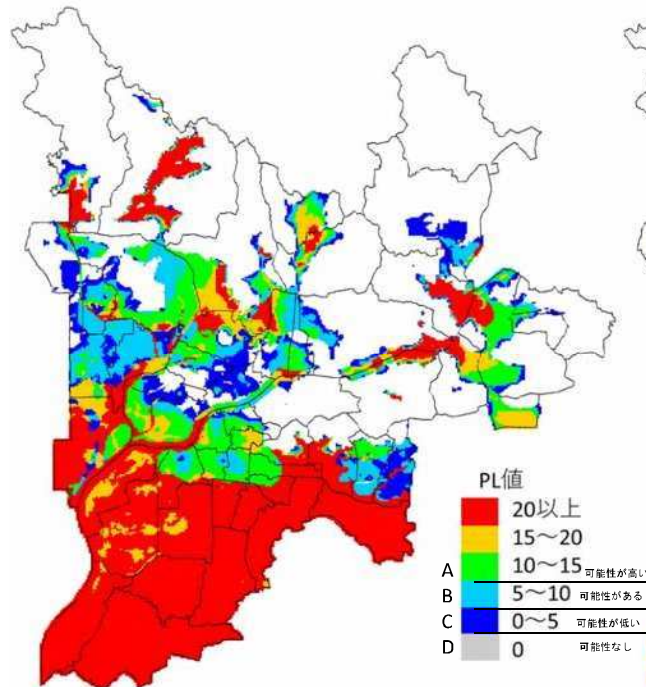 PL値
20以上
15～20
A 10～15 可能性が高い
B 5～10 可能性がある
C 0～5 可能性が低い
D 0 可能性なし